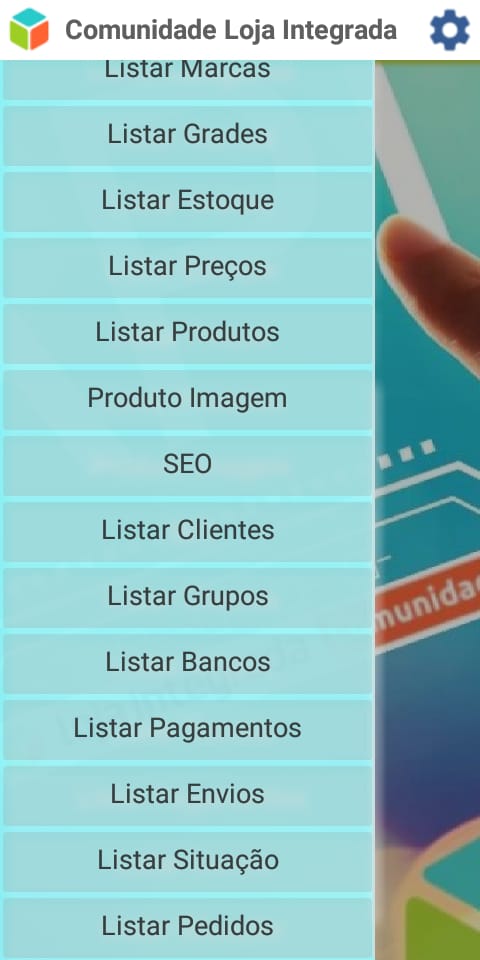 Comunidade Loja Integrada
Listar Marcas
Listar Grades
Listar Estoque
Listar Preços
Listar Produtos
Produto Imagem
SEO
Listar Clientes
Listar Grupos
Listar Bancos
Listar Pagamentos
Listar Envios
Listar Situação
Listar Pedidos